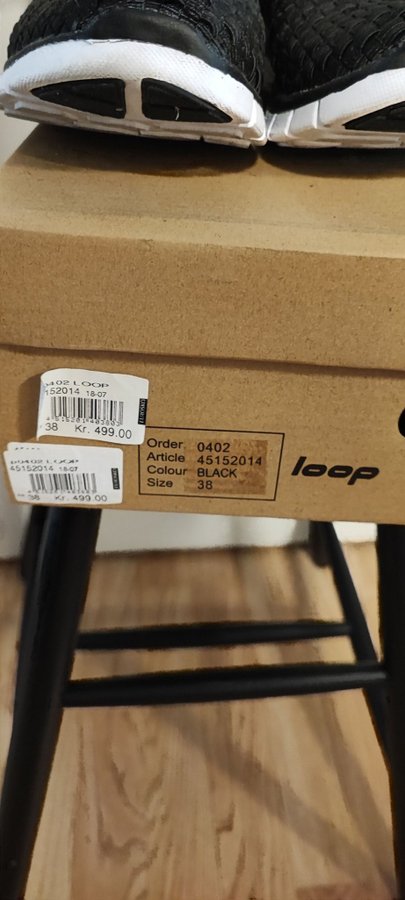 0402 LOOP
152014 18-07
38 Kr. 499.00
LOOP
45152014 18-07
38 Kr. 499.00
Order 0402
Article 45152014
Colour BLACK
Size 38
loop